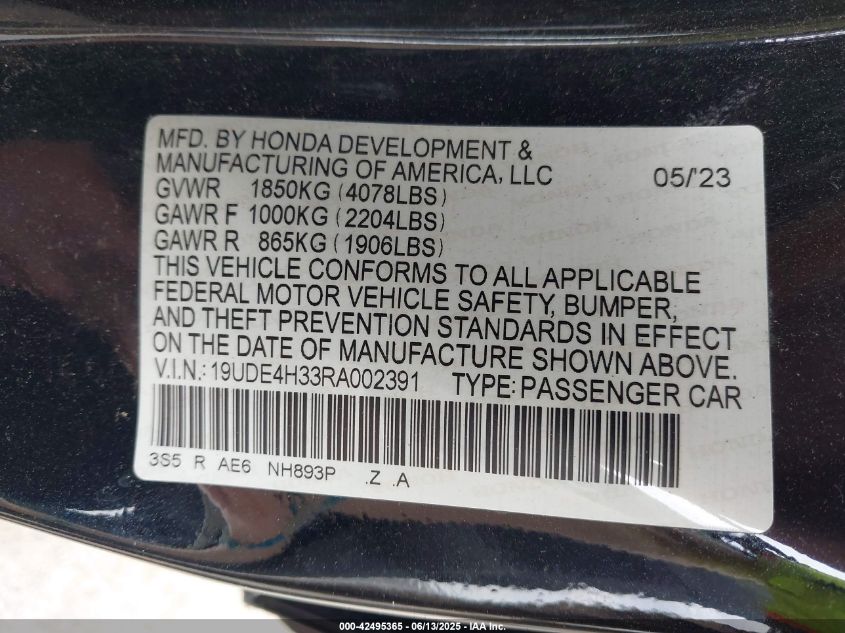 MFD. BY HONDA DEVELOPMENT &
MANUFACTURING OF AMERICA, LLC 05/'23
GVWR 1850KG (4078LBS)
GAWR F 1000KG (2204LBS)
GAWR R 865KG (1906LBS)
THIS VEHICLE CONFORMS TO ALL APPLICABLE
FEDERAL MOTOR VEHICLE SAFETY, BUMPER,
AND THEFT PREVENTION STANDARDS IN EFFECT
ON THE DATE OF MANUFACTURE SHOWN ABOVE.
V.I.N.: 19UDE4H33RA002391 TYPE: PASSENGER CAR
3S5 R AE6 NH893P .Z .A
000-42495365 - 06/13/2025 - IAA Inc.